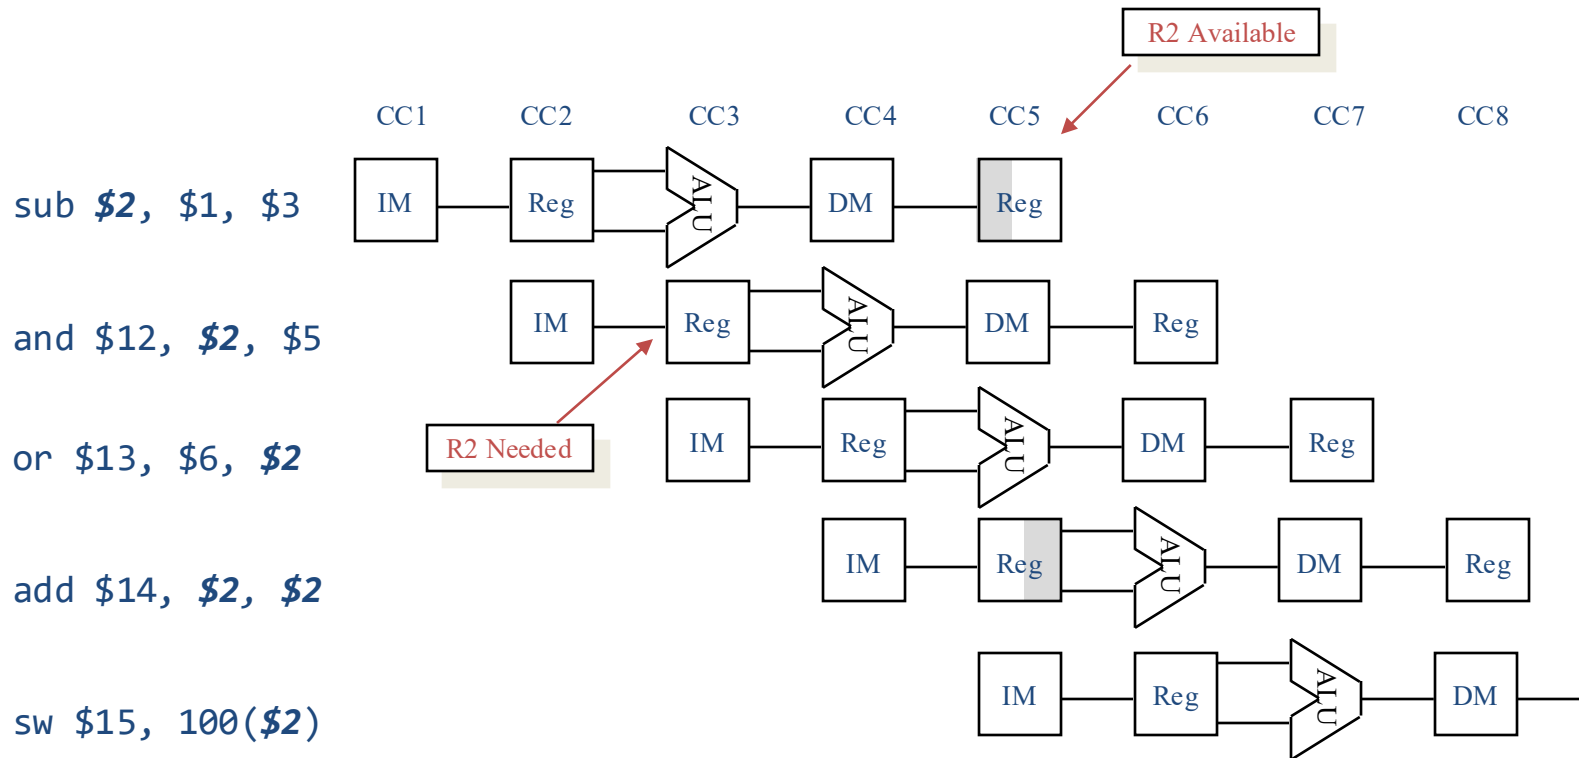 R2 Available
CC1 CC2 CC3 CC4 CC5 CC6 CC7 CC8
sub $2, $1, $3 IM Reg ALU DM Reg
and $12, $2, $5 IM Reg ALU DM Reg
R2 Needed
or $13, $6, $2 IM Reg ALU DM Reg
add $14, $2, $2 IM Reg ALU DM Reg
sw $15, 100($2) IM Reg ALU DM